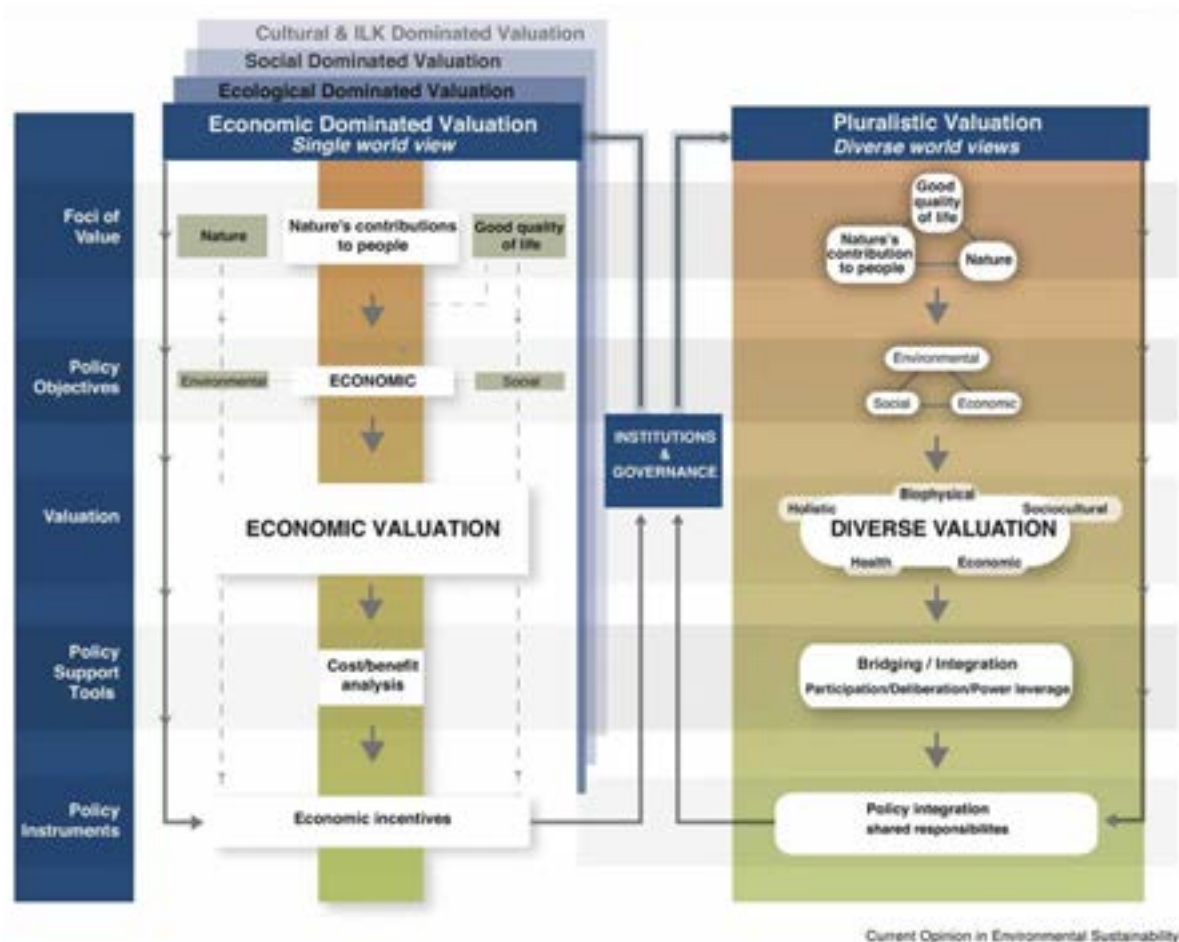 Cultural & ILK Dominated Valuation
Social Dominated Valuation
Ecological Dominated Valuation
Economic Dominated Valuation
Single world view
Pluralistic Valuation
Diverse world views
Foci of
Value
Nature
Nature's contributions
to people
Good quality
of life
Good
quality
of life
Nature's
contribution
to people
Nature
Policy
Objectives
Environmental
ECONOMIC
Social
Environmental
Social
Economic
INSTITUTIONS
&
GOVERNANCE
Valuation
ECONOMIC VALUATION
Holistic
Biophysical
Sociocultural
DIVERSE VALUATION
Health
Economic
Policy
Support
Tools
Cost/benefit
analysis
Bridging / Integration
Participation/Deliberation/Power leverage
Policy
Instruments
Economic incentives
Policy integration
shared responsibilites
Current Opinion in Environmental Sustainability